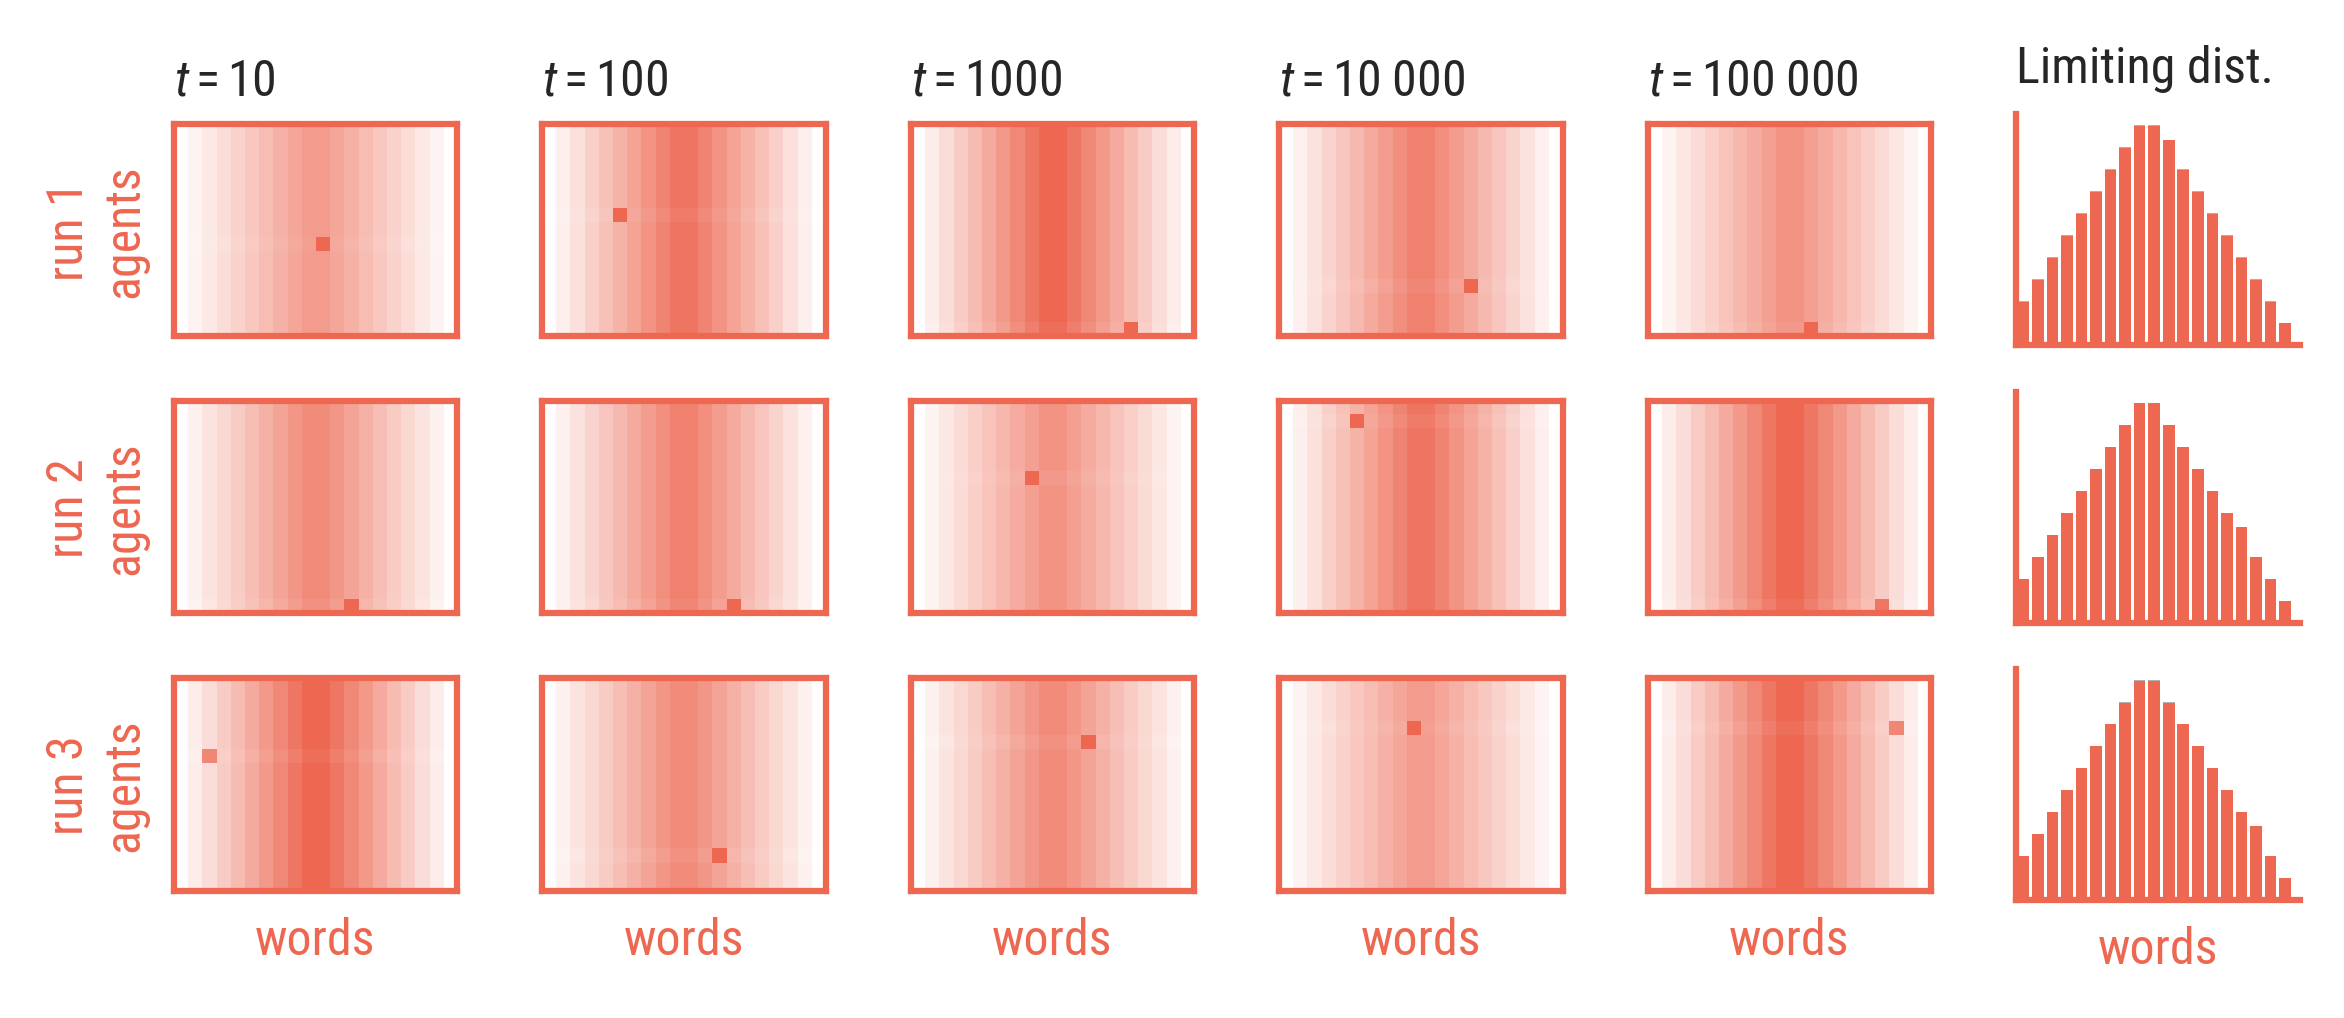 t = 10
t = 100
t = 1000
t = 10 000
t = 100 000
Limiting dist.
run 1
agents
run 2
agents
run 3
agents
words
words
words
words
words
words